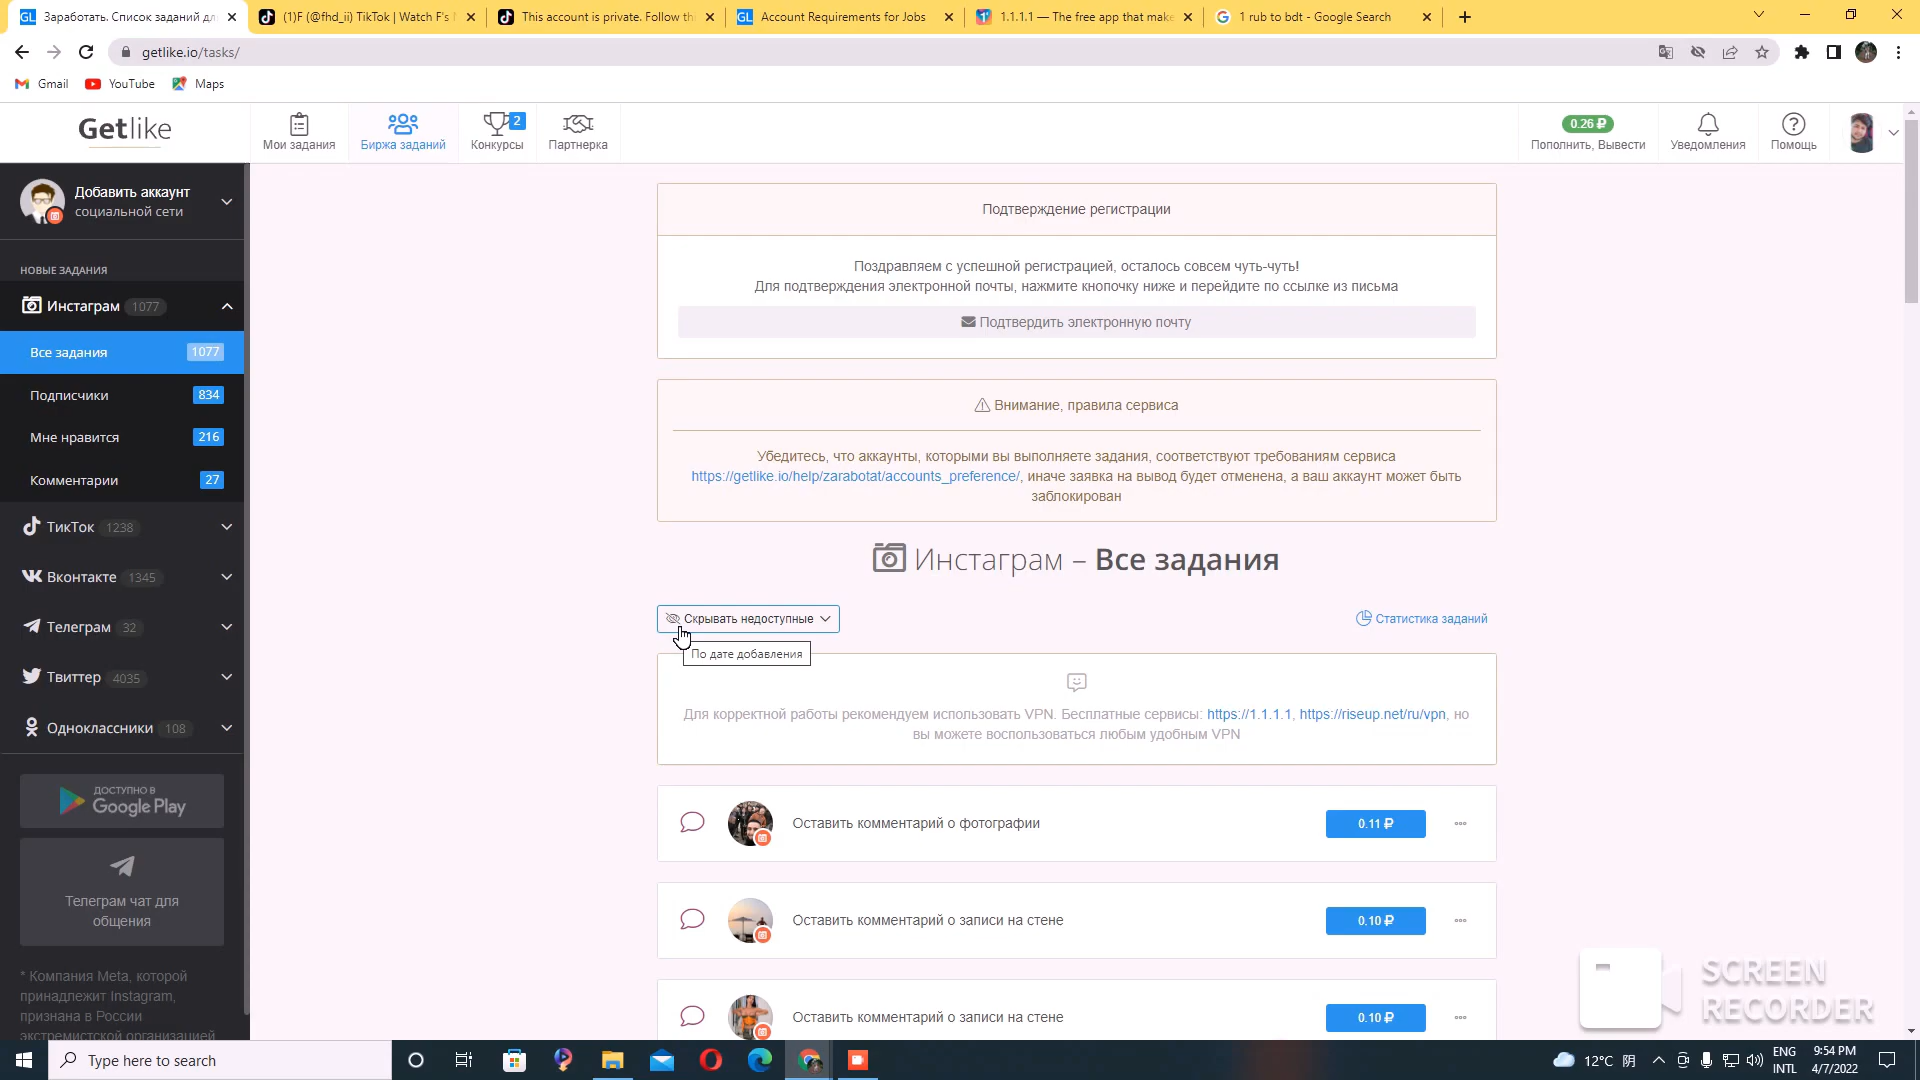 Заработать. Список заданий дл
(1)F (@fhd_ii) TikTok | Watch F's
This account is private. Follow thi
Account Requirements for Jobs
1.1.1.1 — The free app that make
1 rub to bdt - Google Search
getlike.io/tasks/
Gmail
YouTube
Maps
Getlike
Мои задания
Биржа заданий
Конкурсы
2
Партнерка
0.26 ₽
Пополнить, Вывести
Уведомления
Помощь
Добавить аккаунт
социальной сети
НОВЫЕ ЗАДАНИЯ
Инстаграм 1077
Все задания 1077
Подписчики 834
Мне нравится 216
Комментарии 27
ТикТок 1238
Вконтакте 1345
Телеграм 32
Твиттер 4035
Одноклассники 108
ДОСТУПНО В
Google Play
Телеграм чат для
общения
* Компания Meta, которой
принадлежит Instagram,
признана в России
экстремистской организацией
Подтверждение регистрации
Поздравляем с успешной регистрацией, осталось совсем чуть-чуть!
Для подтверждения электронной почты, нажмите кнопочку ниже и перейдите по ссылке из письма
Подтвердить электронную почту
Внимание, правила сервиса
Убедитесь, что аккаунты, которыми вы выполняете задания, соответствуют требованиям сервиса
https://getlike.io/help/zarabotat/accounts_preference/, иначе заявка на вывод будет отменена, а ваш аккаунт может быть
заблокирован
Инстаграм – Все задания
Скрывать недоступные
Статистика заданий
По дате добавления
Для корректной работы рекомендуем использовать VPN. Бесплатные сервисы: https://1.1.1.1, https://riseup.net/ru/vpn, но
вы можете воспользоваться любым удобным VPN
Оставить комментарий о фотографии
0.11 ₽
Оставить комментарий о записи на стене
0.10 ₽
Оставить комментарий о записи на стене
0.10 ₽
SCREEN
RECORDER
Type here to search
12°C 阴
ENG
INTL
9:54 PM
4/7/2022